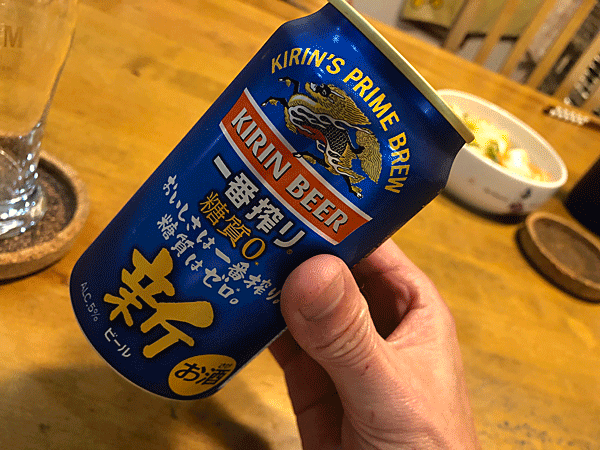 KIRIN'S PRIME BREW
KIRIN BEER
一番搾り®
糖質0
おいしさは一番搾り。
糖質はゼロ。
新
ALC.5%
ビール
お酒